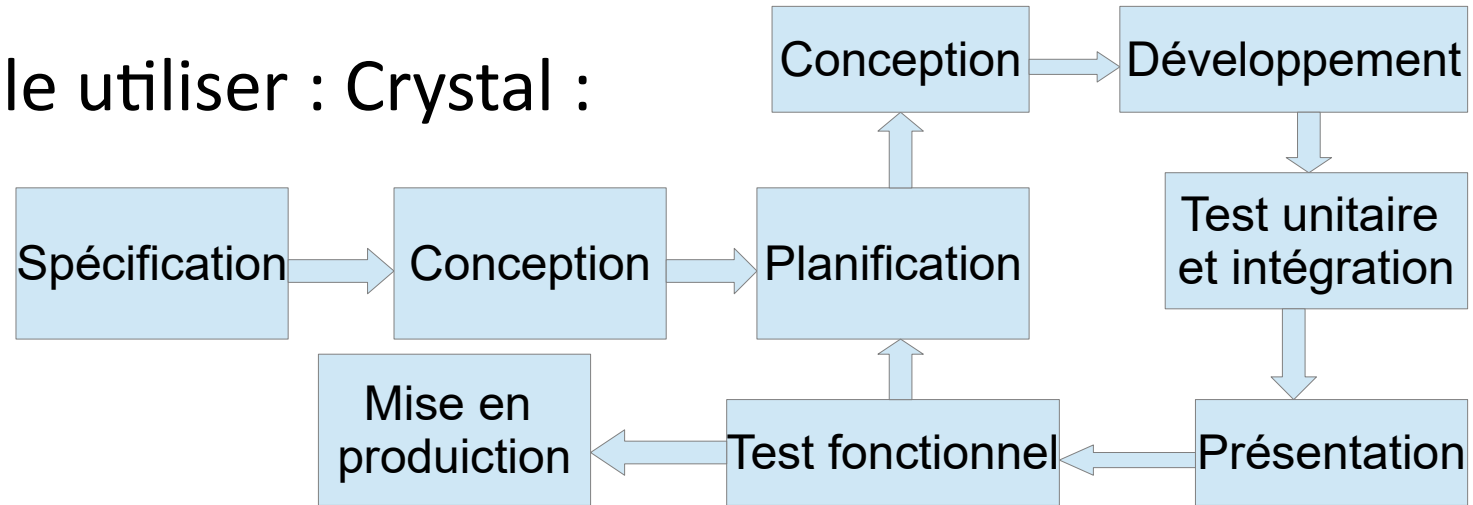 le utiliser : Crystal :
Conception
Développement
Spécification
Conception
Planification
Test unitaire
et intégration
Mise en
produiction
Test fonctionnel
Présentation